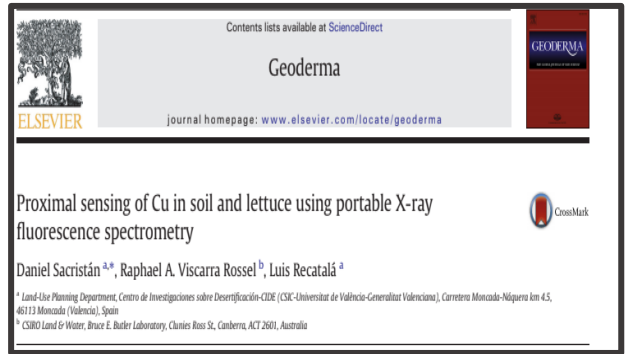 Contents lists available at ScienceDirect
Geoderma
journal homepage: www.elsevier.com/locate/geoderma
ELSEVIER
GEODERMA
Proximal sensing of Cu in soil and lettuce using portable X-ray
fluorescence spectrometry
CrossMark
Daniel Sacristán a,*, Raphael A. Viscarra Rossel b, Luis Recatalá a
a Land-Use Planning Department, Centro de Investigaciones sobre Desertificación-CIDE (CSIC-Universitat de València-Generalitat Valenciana), Carretera Moncada-Náquera km 4.5,
46113 Moncada (Valencia), Spain
b CSIRO Land & Water, Bruce E. Butler Laboratory, Clunies Ross St., Canberra, ACT 2601, Australia